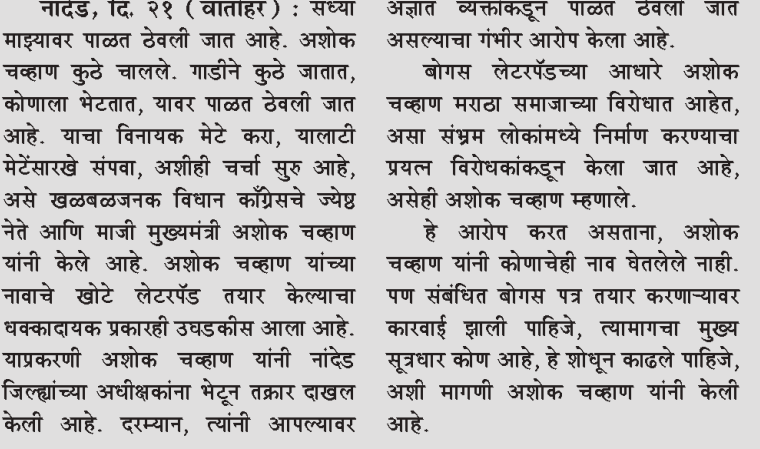 नांदेड, दि. २१ (वार्ताहर) : सध्या
माझ्यावर पाळत ठेवली जात आहे. अशोक
चव्हाण कुठे चालले. गाडीने कुठे जातात,
कोणाला भेटतात, यावर पाळत ठेवली जात
आहे. याचा विनायक मेटे करा, यालाटी
मेटेंसारखे संपवा, अशीही चर्चा सुरु आहे,
असे खळबळजनक विधान काँग्रेसचे ज्येष्ठ
नेते आणि माजी मुख्यमंत्री अशोक चव्हाण
यांनी केले आहे. अशोक चव्हाण यांच्या
नावाचे खोटे लेटरपॅड तयार केल्याचा
धक्कादायक प्रकारही उघडकीस आला आहे.
याप्रकरणी अशोक चव्हाण यांनी नांदेड
जिल्ह्यांच्या अधीक्षकांना भेटून तक्रार दाखल
केली आहे. दरम्यान, त्यांनी आपल्यावर
अज्ञात व्यक्तीकडून पाळत ठेवली जात
असल्याचा गंभीर आरोप केला आहे.
बोगस लेटरपॅडच्या आधारे अशोक
चव्हाण मराठा समाजाच्या विरोधात आहेत,
असा संभ्रम लोकांमध्ये निर्माण करण्याचा
प्रयत्न विरोधकांकडून केला जात आहे,
असेही अशोक चव्हाण म्हणाले.
हे आरोप करत असताना, अशोक
चव्हाण यांनी कोणाचेही नाव घेतलेले नाही.
पण संबंधित बोगस पत्र तयार करणाऱ्यावर
कारवाई झाली पाहिजे, त्यामागचा मुख्य
सूत्रधार कोण आहे, हे शोधून काढले पाहिजे,
अशी मागणी अशोक चव्हाण यांनी केली
आहे.